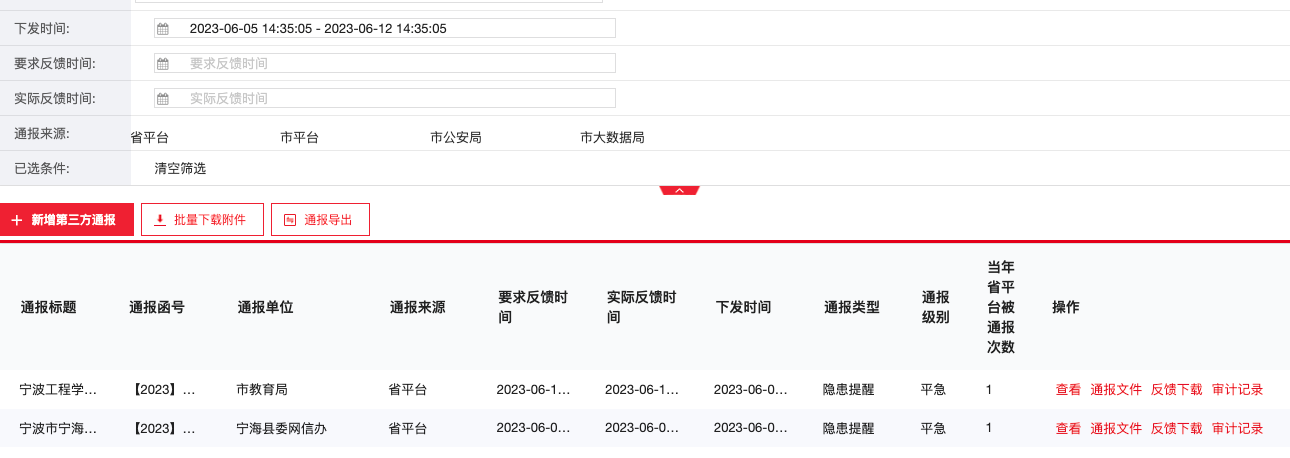 下发时间: 2023-06-05 14:35:05 - 2023-06-12 14:35:05
要求反馈时间: 要求反馈时间
实际反馈时间: 实际反馈时间
通报来源: 省平台 市平台 市公安局 市大数据局
已选条件: 清空筛选
新增第三方通报 批量下载附件 通报导出
通报标题 通报函号 通报单位 通报来源 要求反馈时间 实际反馈时间 下发时间 通报类型 通报级别 当年省平台被通报次数 操作
宁波工程学... 【2023】... 市教育局 省平台 2023-06-1... 2023-06-1... 2023-06-0... 隐患提醒 平急 1 查看 通报文件 反馈下载 审计记录
宁波市宁海... 【2023】... 宁海县委网信办 省平台 2023-06-0... 2023-06-0... 2023-06-0... 隐患提醒 平急 1 查看 通报文件 反馈下载 审计记录